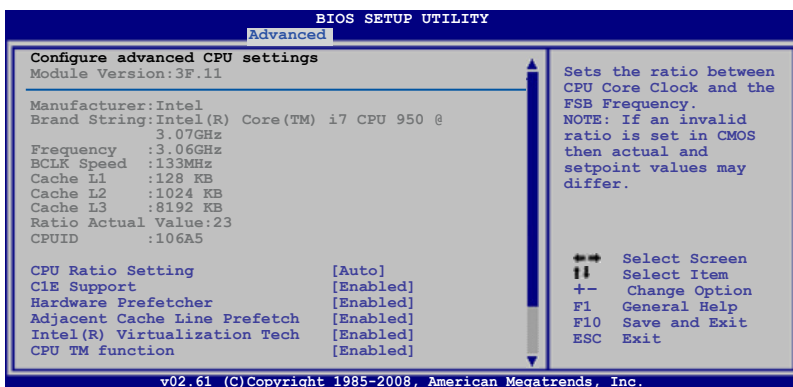 BIOS SETUP UTILITY
Advanced
Configure advanced CPU settings
Module Version:3F.11
Manufacturer:Intel
Brand String:Intel(R) Core(TM) i7 CPU 950 @
3.07GHz
Frequency :3.06GHz
BCLK Speed :133MHz
Cache L1 :128 KB
Cache L2 :1024 KB
Cache L3 :8192 KB
Ratio Actual Value:23
CPUID :106A5
CPU Ratio Setting [Auto]
C1E Support [Enabled]
Hardware Prefetcher [Enabled]
Adjacent Cache Line Prefetch [Enabled]
Intel(R) Virtualization Tech [Enabled]
CPU TM function [Enabled]
Sets the ratio between
CPU Core Clock and the
FSB Frequency.
NOTE: If an invalid
ratio is set in CMOS
then actual and
setpoint values may
differ.
←→ Select Screen
↑↓ Select Item
+- Change Option
F1 General Help
F10 Save and Exit
ESC Exit
v02.61 (C)Copyright 1985-2008, American Megatrends, Inc.